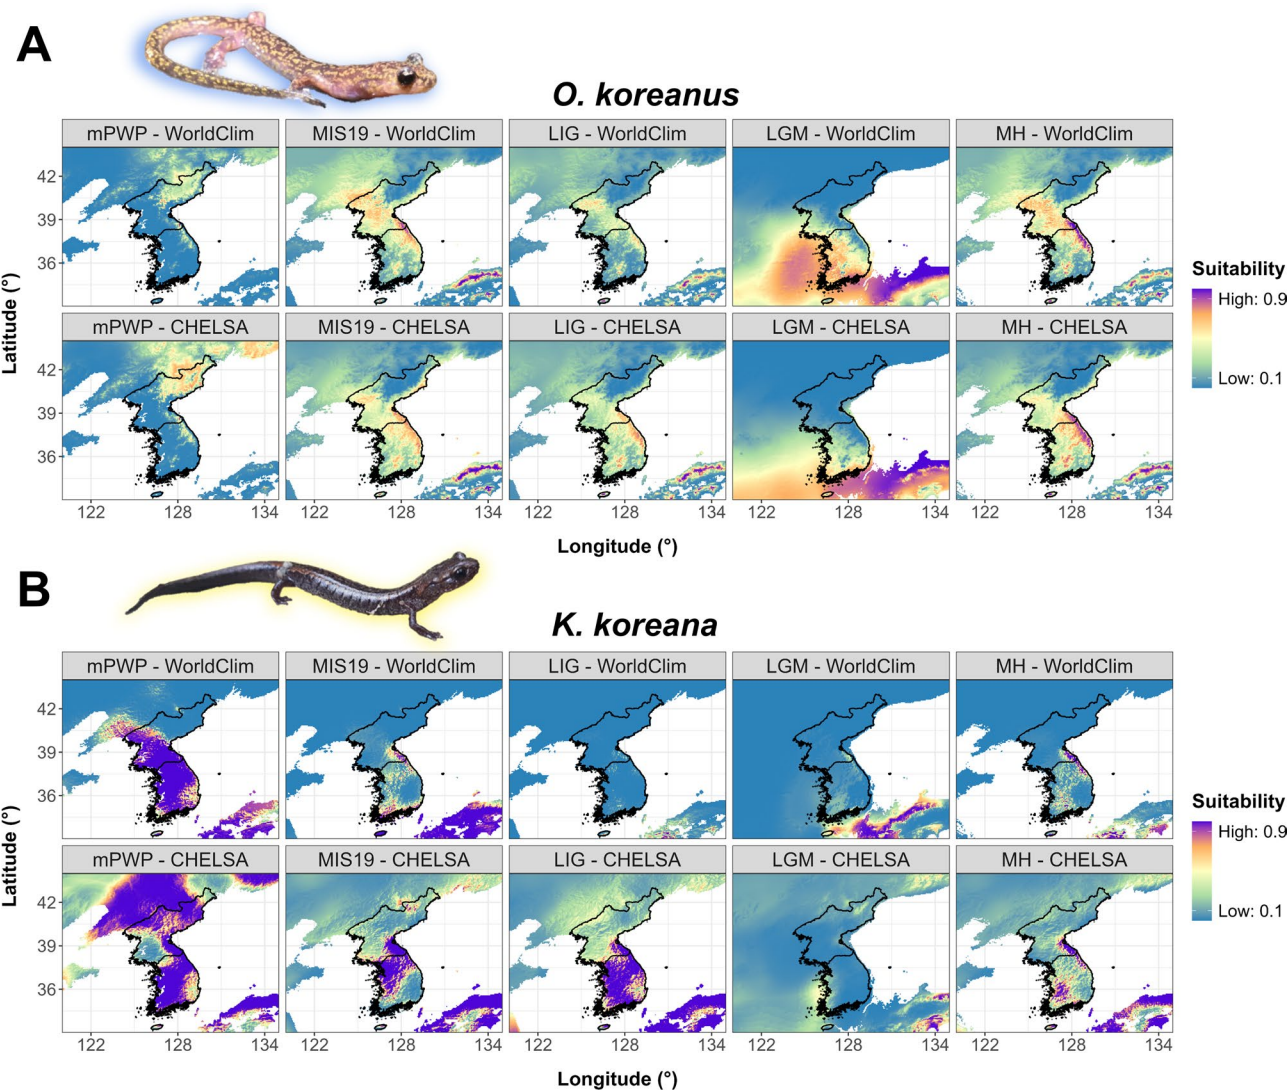 A
O. koreanus
mPWP - WorldClim
MIS19 - WorldClim
LIG - WorldClim
LGM - WorldClim
MH - WorldClim
42
39
36
mPWP - CHELSA
MIS19 - CHELSA
LIG - CHELSA
LGM - CHELSA
MH - CHELSA
42
39
36
122 128 134
122 128 134
122 128 134
122 128 134
122 128 134
Latitude (°)
Longitude (°)
Suitability
High: 0.9
Low: 0.1
B
K. koreana
mPWP - WorldClim
MIS19 - WorldClim
LIG - WorldClim
LGM - WorldClim
MH - WorldClim
42
39
36
mPWP - CHELSA
MIS19 - CHELSA
LIG - CHELSA
LGM - CHELSA
MH - CHELSA
42
39
36
122 128 134
122 128 134
122 128 134
122 128 134
122 128 134
Latitude (°)
Longitude (°)
Suitability
High: 0.9
Low: 0.1